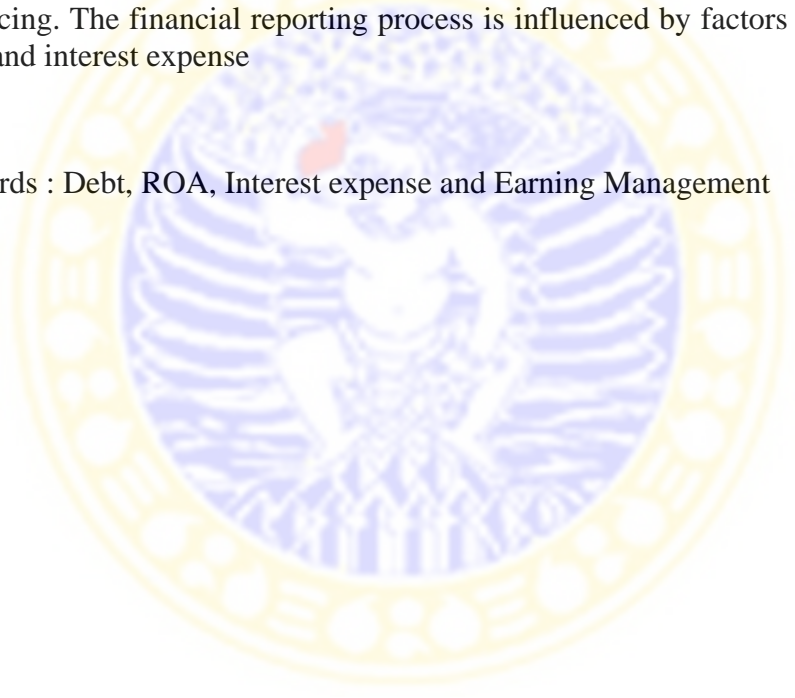 cing. The financial reporting process is influenced by factors
and interest expense
rds : Debt, ROA, Interest expense and Earning Management